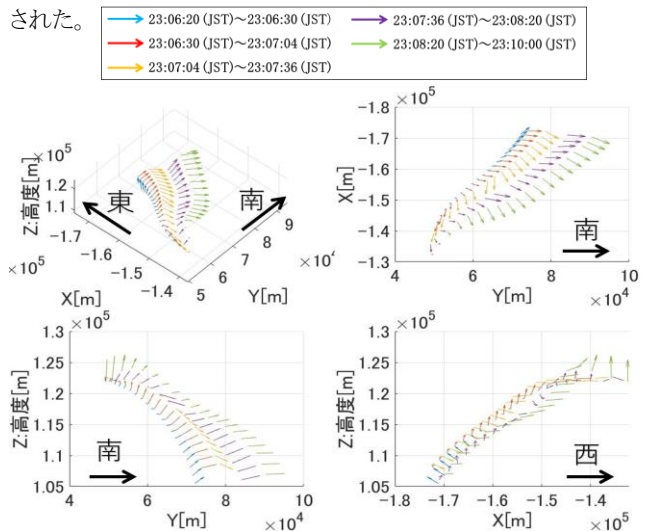 された。
23:06:20 (JST)～23:06:30 (JST)
23:07:36 (JST)～23:08:20 (JST)
23:06:30 (JST)～23:07:04 (JST)
23:08:20 (JST)～23:10:00 (JST)
23:07:04 (JST)～23:07:36 (JST)
×10⁵
1.2
1.1
Z:高度[m]
東
南
-1.7
-1.6
-1.5
-1.4
×10⁵
X[m]
5
6
7
8
9
Y[m]
-1.8 ×10⁵
-1.7
-1.6
-1.5
-1.4
-1.3
X[m]
南
4 6 8 10
Y[m] ×10⁴
1.3 ×10⁵
1.25
1.2
1.15
1.1
1.05
Z:高度[m]
南
4 6 8 10
Y[m] ×10⁴
1.3 ×10⁵
1.25
1.2
1.15
1.1
1.05
Z:高度[m]
西
-1.8 -1.7 -1.6 -1.5 -1.4
X[m] ×10⁵